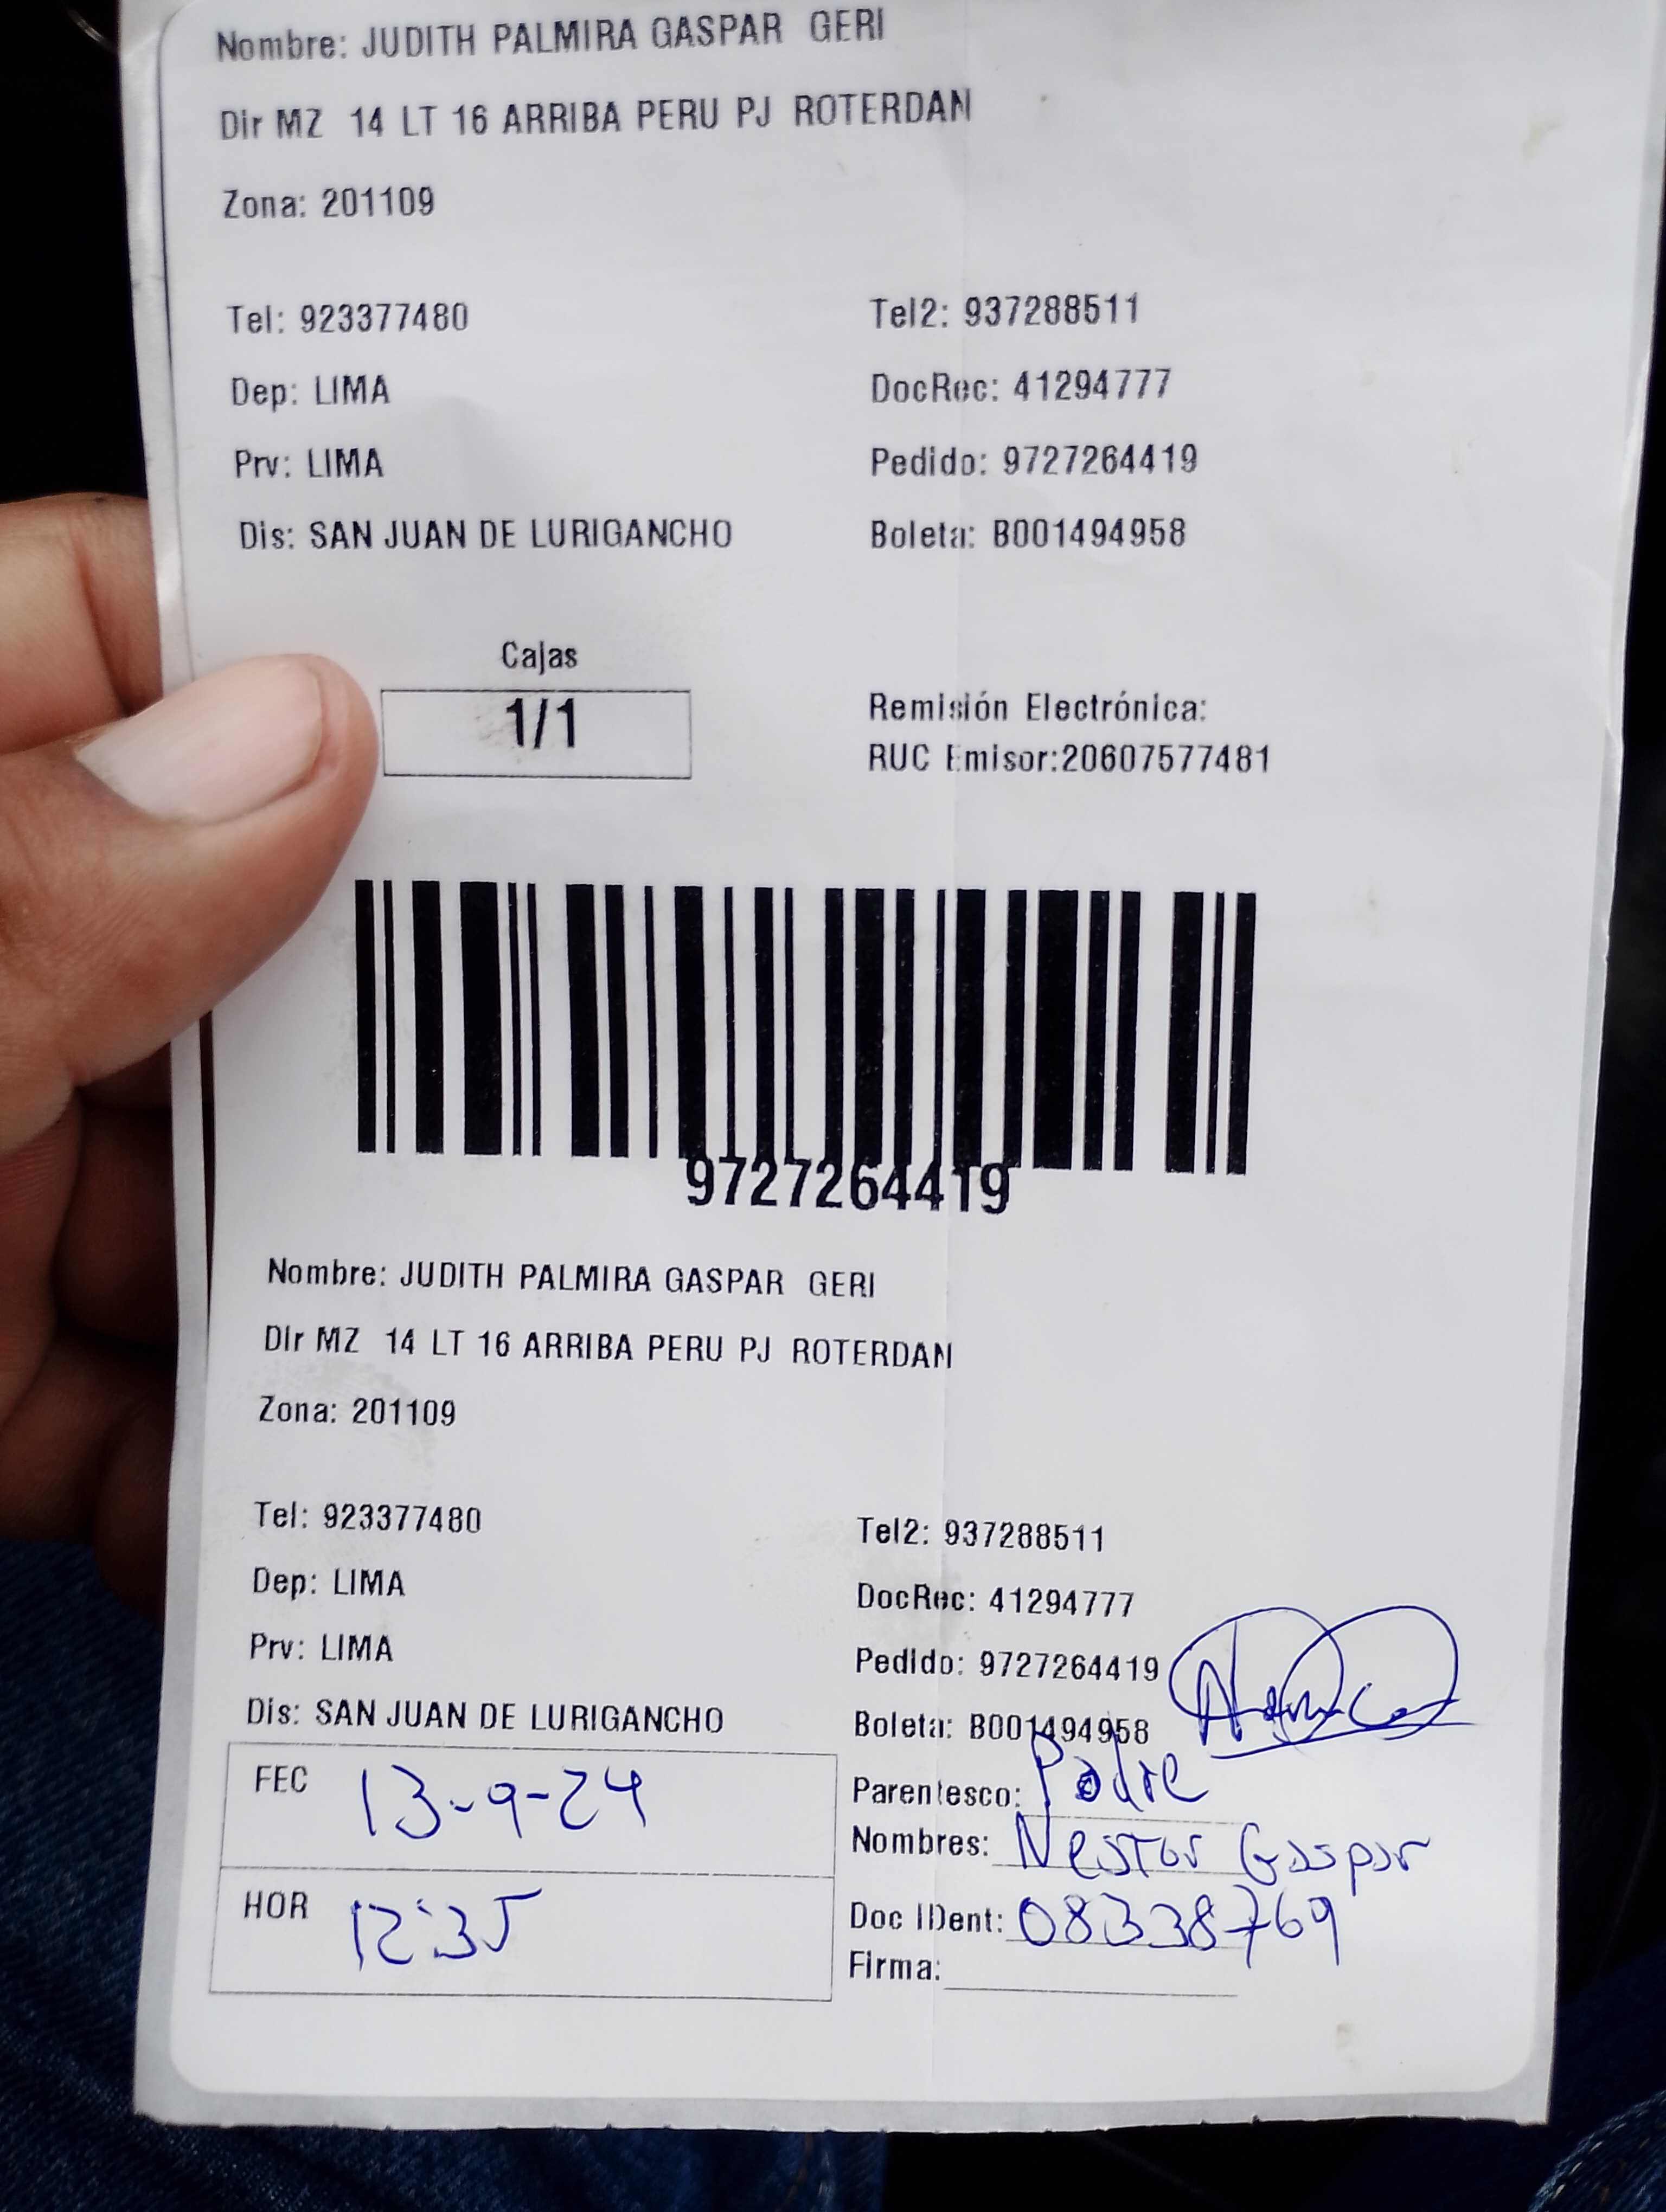 Nombre: JUDITH PALMIRA GASPAR GERI
Dir MZ 14 LT 16 ARRIBA PERU PJ ROTERDAN
Zona: 201109
Tel: 923377480 Tel2: 937288511
Dep: LIMA DocRec: 41294777
Prv: LIMA Pedido: 9727264419
Dis: SAN JUAN DE LURIGANCHO Boleta: B001494958
Cajas
1/1
Remisión Electrónica:
RUC Emisor:20607577481
9727264419
Nombre: JUDITH PALMIRA GASPAR GERI
Dir MZ 14 LT 16 ARRIBA PERU PJ ROTERDAN
Zona: 201109
Tel: 923377480 Tel2: 937288511
Dep: LIMA DocRec: 41294777
Prv: LIMA Pedido: 9727264419
Dis: SAN JUAN DE LURIGANCHO Boleta: B001494958
FEC 13-9-24 Parentesco: Padre
Nombres: Nestor Gaspar
HOR 12:35 Doc IDent: 08338769
Firma: